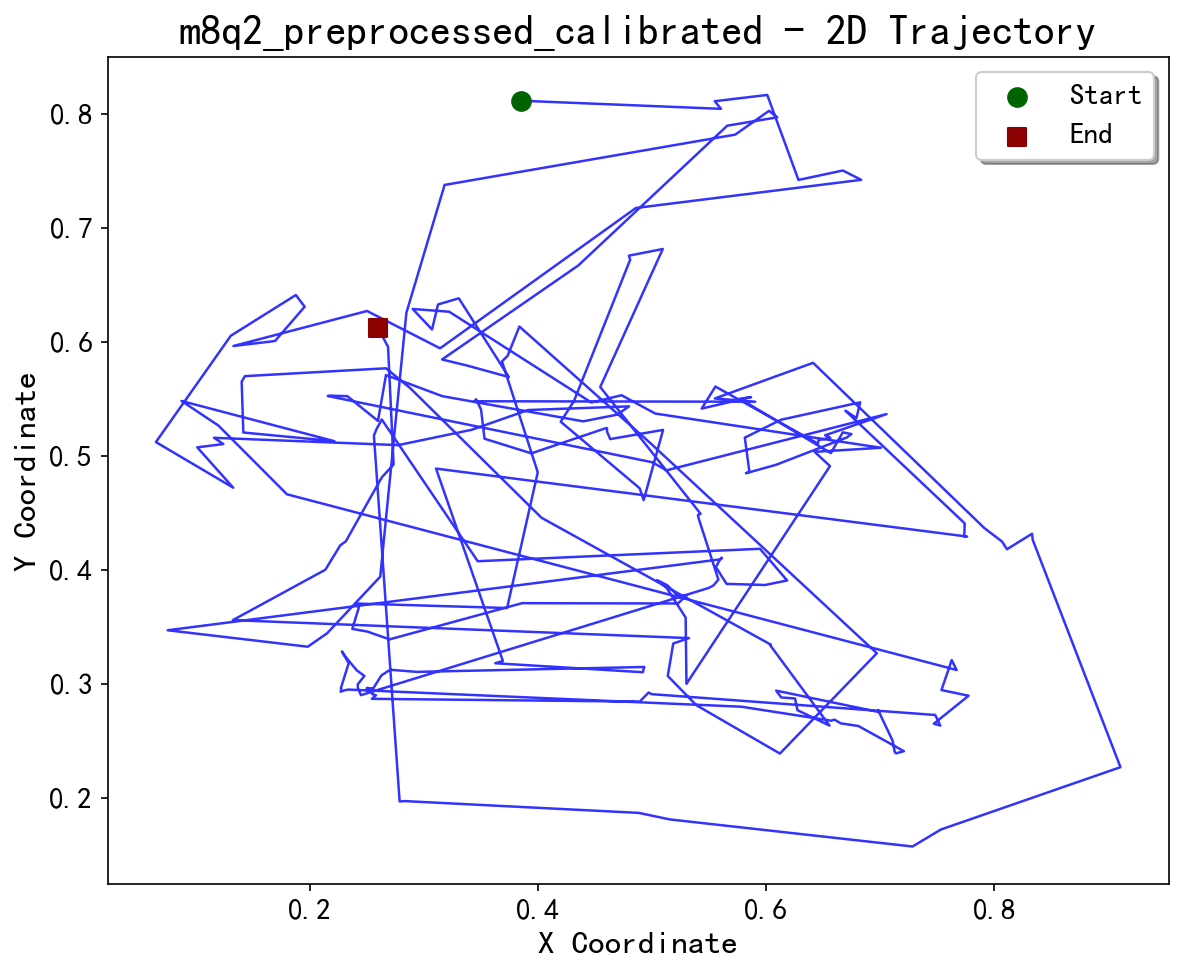 m8q2_preprocessed_calibrated - 2D Trajectory
Start
End
0.8
0.7
0.6
0.5
0.4
0.3
0.2
Y Coordinate
0.2 0.4 0.6 0.8
X Coordinate